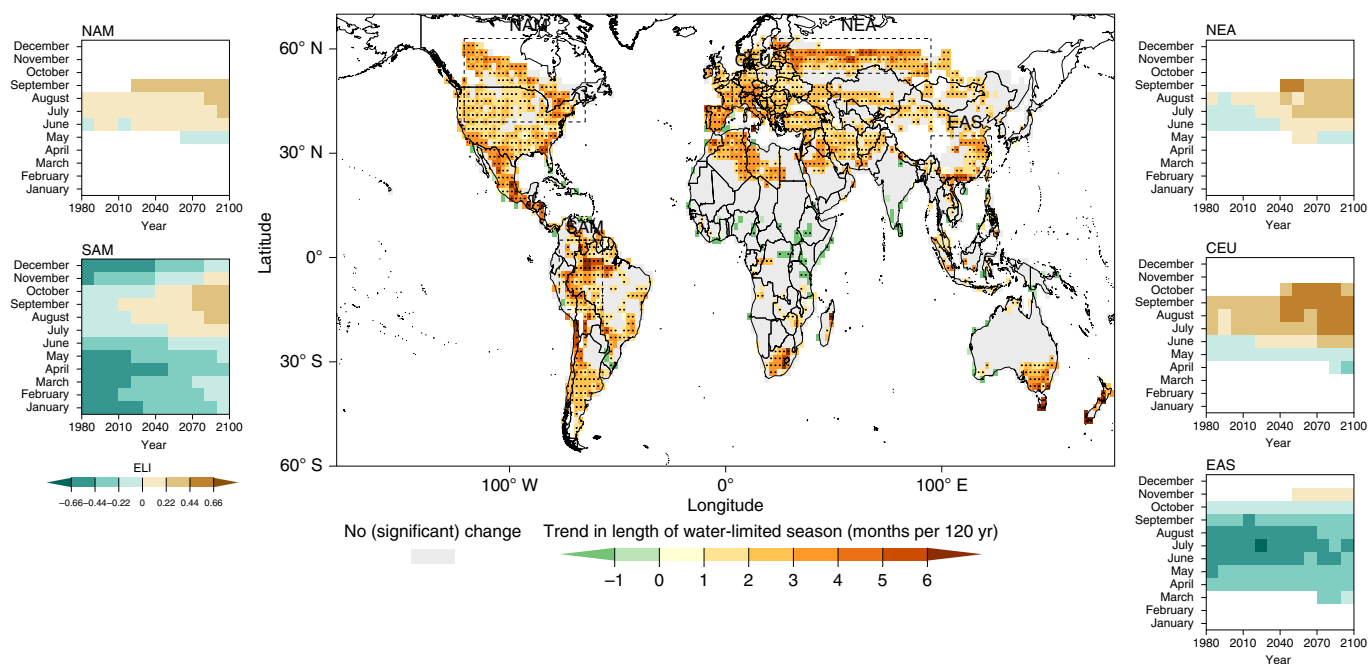 NAM
December
November
October
September
August
July
June
May
April
March
February
January
1980 2010 2040 2070 2100
Year
SAM
December
November
October
September
August
July
June
May
April
March
February
January
1980 2010 2040 2070 2100
Year
ELI
−0.66 −0.44 −0.22 0 0.22 0.44 0.66
Latitude
60° N
30° N
0°
30° S
60° S
NAM
NEA
EAS
SAM
100° W 0° 100° E
Longitude
No (significant) change
Trend in length of water-limited season (months per 120 yr)
−1 0 1 2 3 4 5 6
NEA
December
November
October
September
August
July
June
May
April
March
February
January
1980 2010 2040 2070 2100
Year
CEU
December
November
October
September
August
July
June
May
April
March
February
January
1980 2010 2040 2070 2100
Year
EAS
December
November
October
September
August
July
June
May
April
March
February
January
1980 2010 2040 2070 2100
Year